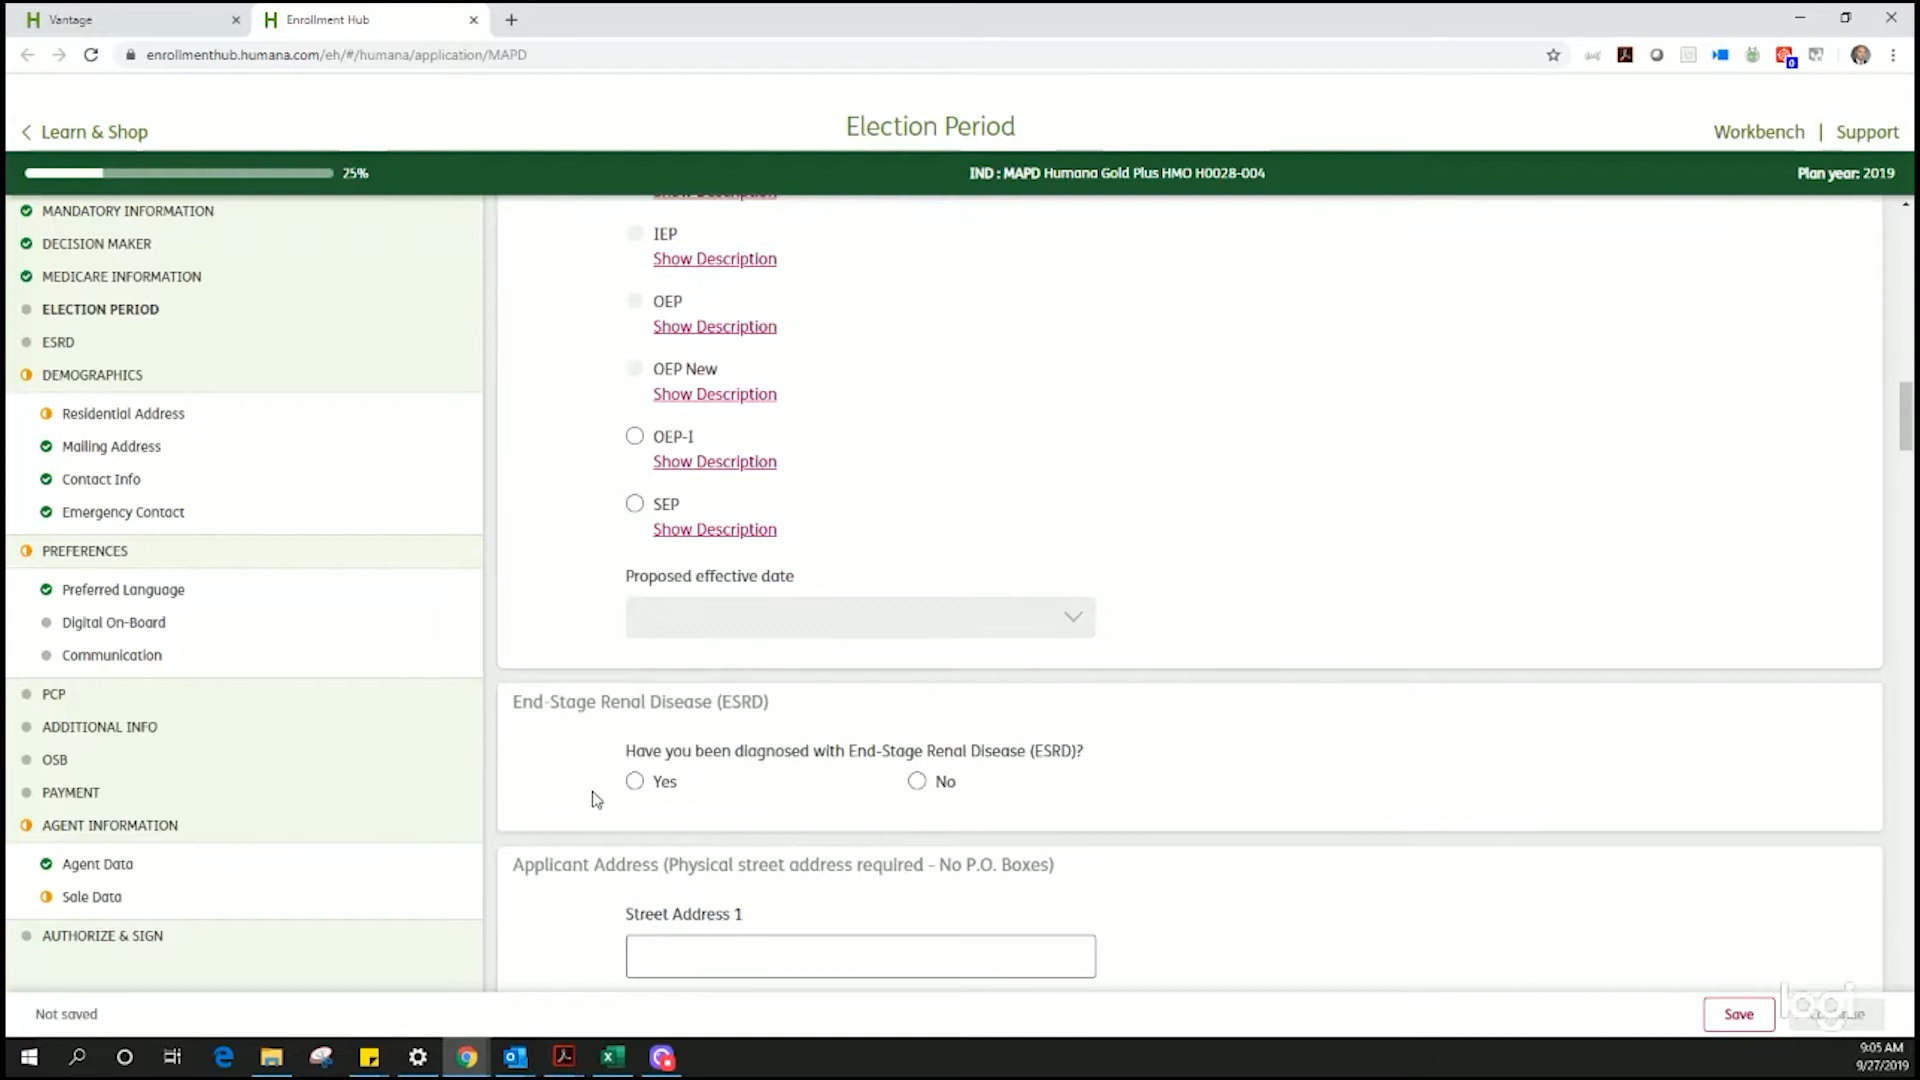 Vantage
Enrollment Hub
enrollmenthub.humana.com/eh/#/humana/application/MAPD
Learn & Shop
Election Period
Workbench | Support
25%
IND : MAPD Humana Gold Plus HMO H0028-004
Plan year: 2019
MANDATORY INFORMATION
DECISION MAKER
MEDICARE INFORMATION
ELECTION PERIOD
ESRD
DEMOGRAPHICS
Residential Address
Mailing Address
Contact Info
Emergency Contact
PREFERENCES
Preferred Language
Digital On-Board
Communication
PCP
ADDITIONAL INFO
OSB
PAYMENT
AGENT INFORMATION
Agent Data
Sale Data
AUTHORIZE & SIGN
Show Description
IEP
Show Description
OEP
Show Description
OEP New
Show Description
OEP-I
Show Description
SEP
Show Description
Proposed effective date
End-Stage Renal Disease (ESRD)
Have you been diagnosed with End-Stage Renal Disease (ESRD)?
Yes
No
Applicant Address (Physical street address required - No P.O. Boxes)
Street Address 1
Not saved
Save
logi
9:05 AM
9/27/2019